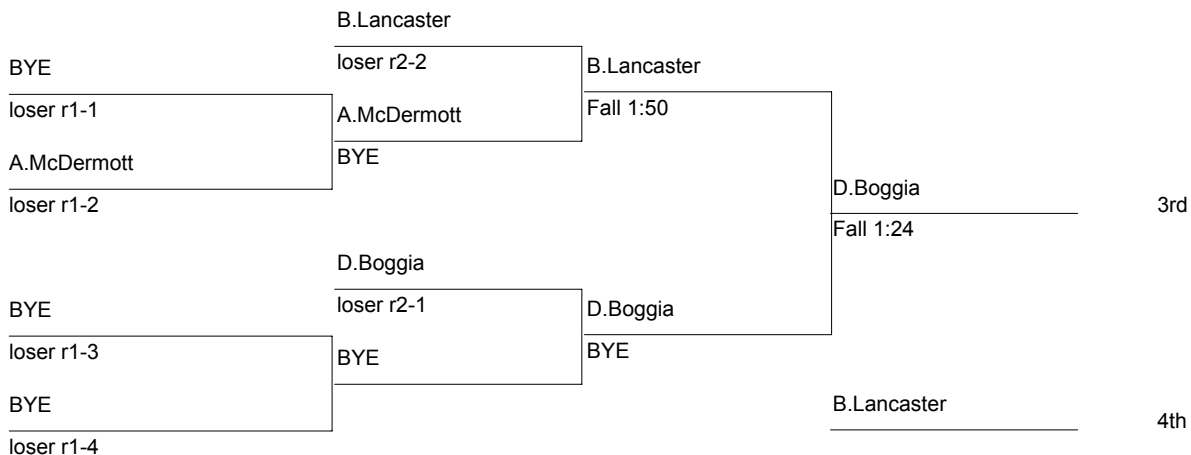 B.Lancaster
loser r2-2
BYE
loser r1-1
A.McDermott
loser r1-2
A.McDermott
BYE
B.Lancaster
Fall 1:50
D.Boggia
Fall 1:24
3rd
D.Boggia
loser r2-1
BYE
loser r1-3
BYE
loser r1-4
BYE
D.Boggia
BYE
B.Lancaster
4th